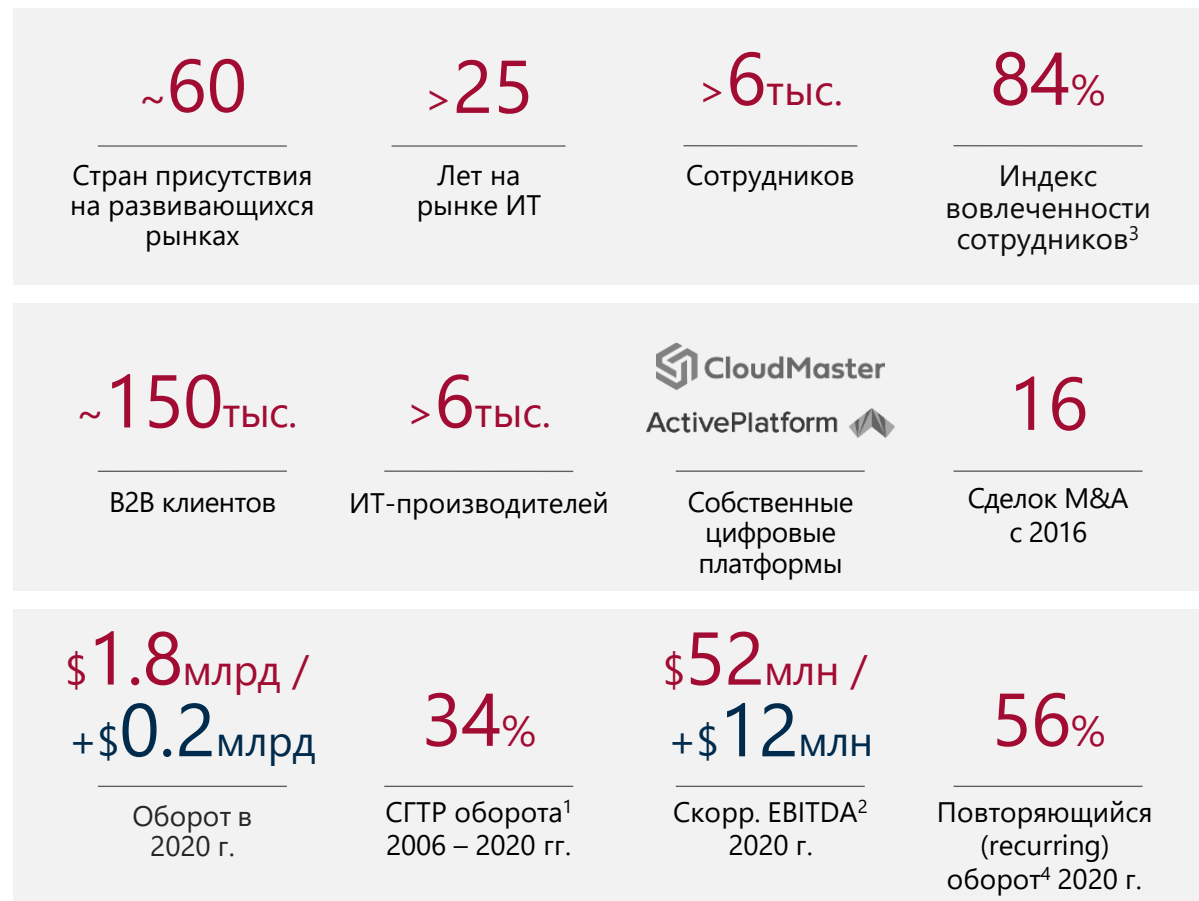 ~60
Стран присутствия
на развивающихся
рынках
>25
Лет на
рынке ИТ
>6тыс.
Сотрудников
84%
Индекс
вовлеченности
сотрудников³
~150тыс.
B2B клиентов
>6тыс.
ИТ-производителей
CloudMaster
ActivePlatform
Собственные
цифровые
платформы
16
Сделок M&A
с 2016
$1.8млрд /
+$0.2млрд
Оборот в
2020 г.
34%
СГТР оборота¹
2006 – 2020 гг.
$52млн /
+$12млн
Скорр. EBITDA²
2020 г.
56%
Повторяющийся
(recurring)
оборот⁴ 2020 г.